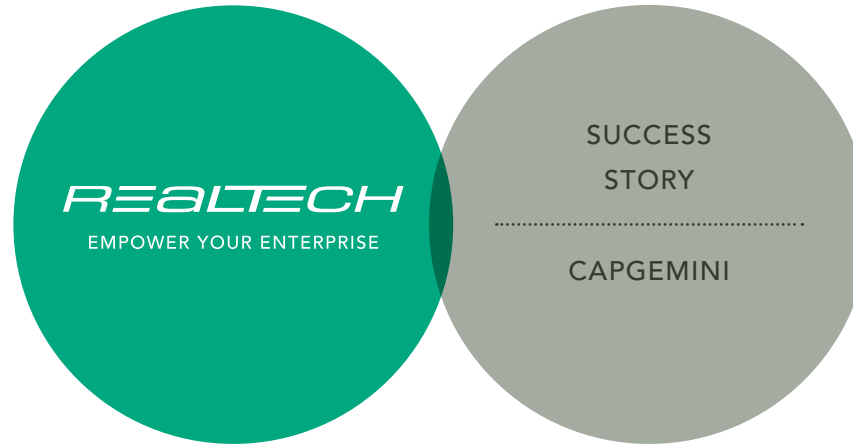 REALTECH
EMPOWER YOUR ENTERPRISE
SUCCESS
STORY
CAPGEMINI